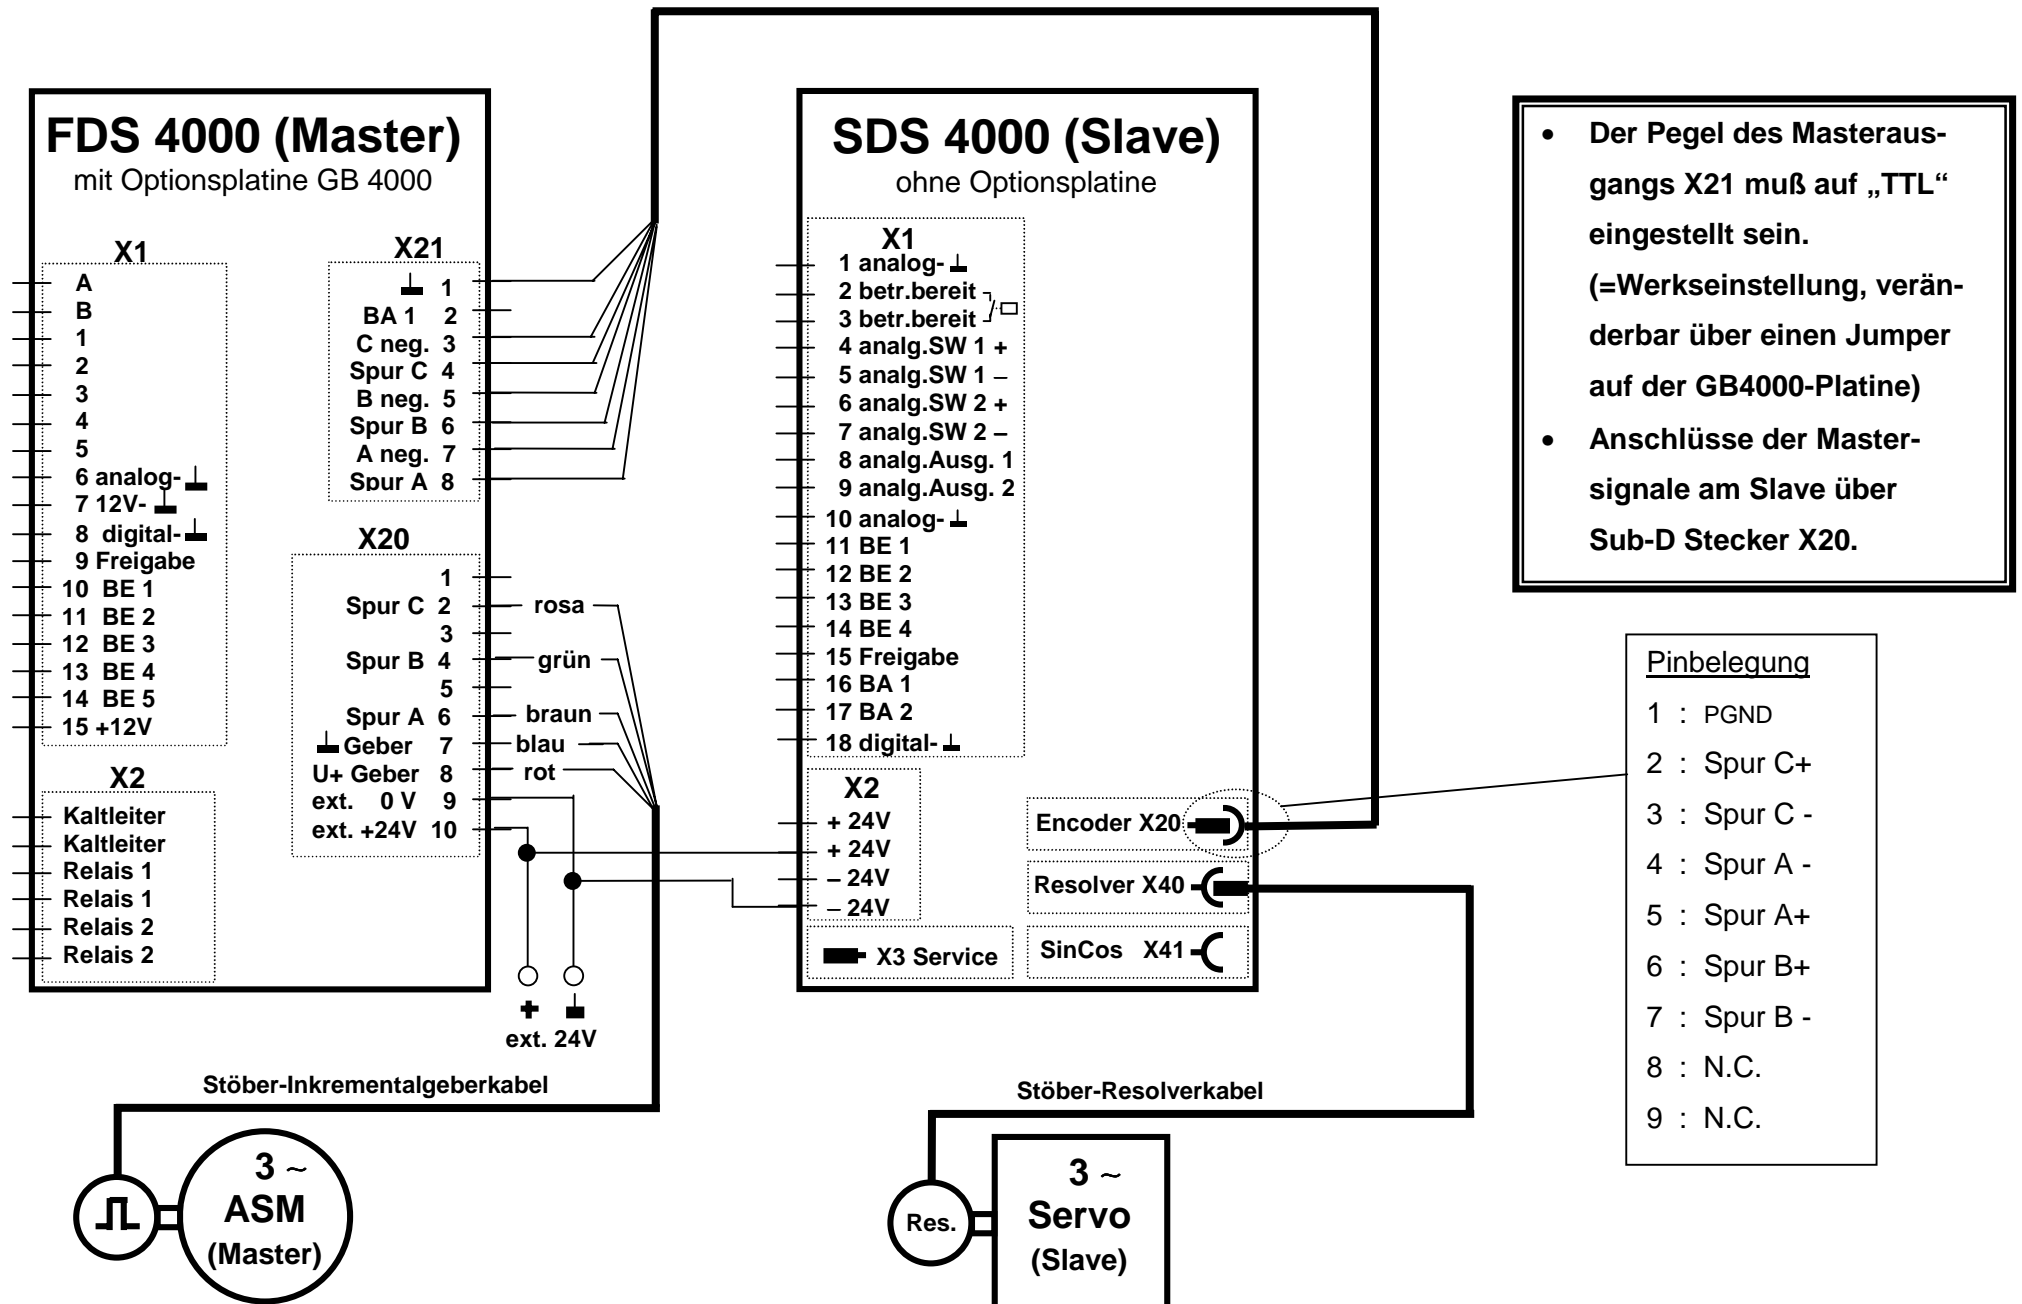 FDS 4000 (Master)
mit Optionsplatine GB 4000
X1
A
B
1
2
3
4
5
6 analog-
7 12V-
8 digital-
9 Freigabe
10 BE 1
11 BE 2
12 BE 3
13 BE 4
14 BE 5
15 +12V
X2
Kaltleiter
Kaltleiter
Relais 1
Relais 1
Relais 2
Relais 2
X21
1
BA 1 2
C neg. 3
Spur C 4
B neg. 5
Spur B 6
A neg. 7
Spur A 8
X20
1
Spur C 2 rosa
3
Spur B 4 grün
5
Spur A 6 braun
Geber 7 blau
U+ Geber 8 rot
ext. 0 V 9
ext. +24V 10
+
ext. 24V
Stöber-Inkrementalgeberkabel
3 ~
ASM
(Master)
SDS 4000 (Slave)
ohne Optionsplatine
X1
1 analog-
2 betr.bereit
3 betr.bereit
4 analg.SW 1 +
5 analg.SW 1 –
6 analg.SW 2 +
7 analg.SW 2 –
8 analg.Ausg. 1
9 analg.Ausg. 2
10 analog-
11 BE 1
12 BE 2
13 BE 3
14 BE 4
15 Freigabe
16 BA 1
17 BA 2
18 digital-
X2
+ 24V
+ 24V
– 24V
– 24V
X3 Service
Encoder X20
Resolver X40
SinCos X41
Stöber-Resolverkabel
Res.
3 ~
Servo
(Slave)
• Der Pegel des Masteraus-
gangs X21 muß auf „TTL“
eingestellt sein.
(=Werkseinstellung, verän-
derbar über einen Jumper
auf der GB4000-Platine)
• Anschlüsse der Master-
signale am Slave über
Sub-D Stecker X20.
Pinbelegung
1 : PGND
2 : Spur C+
3 : Spur C -
4 : Spur A -
5 : Spur A+
6 : Spur B+
7 : Spur B -
8 : N.C.
9 : N.C.